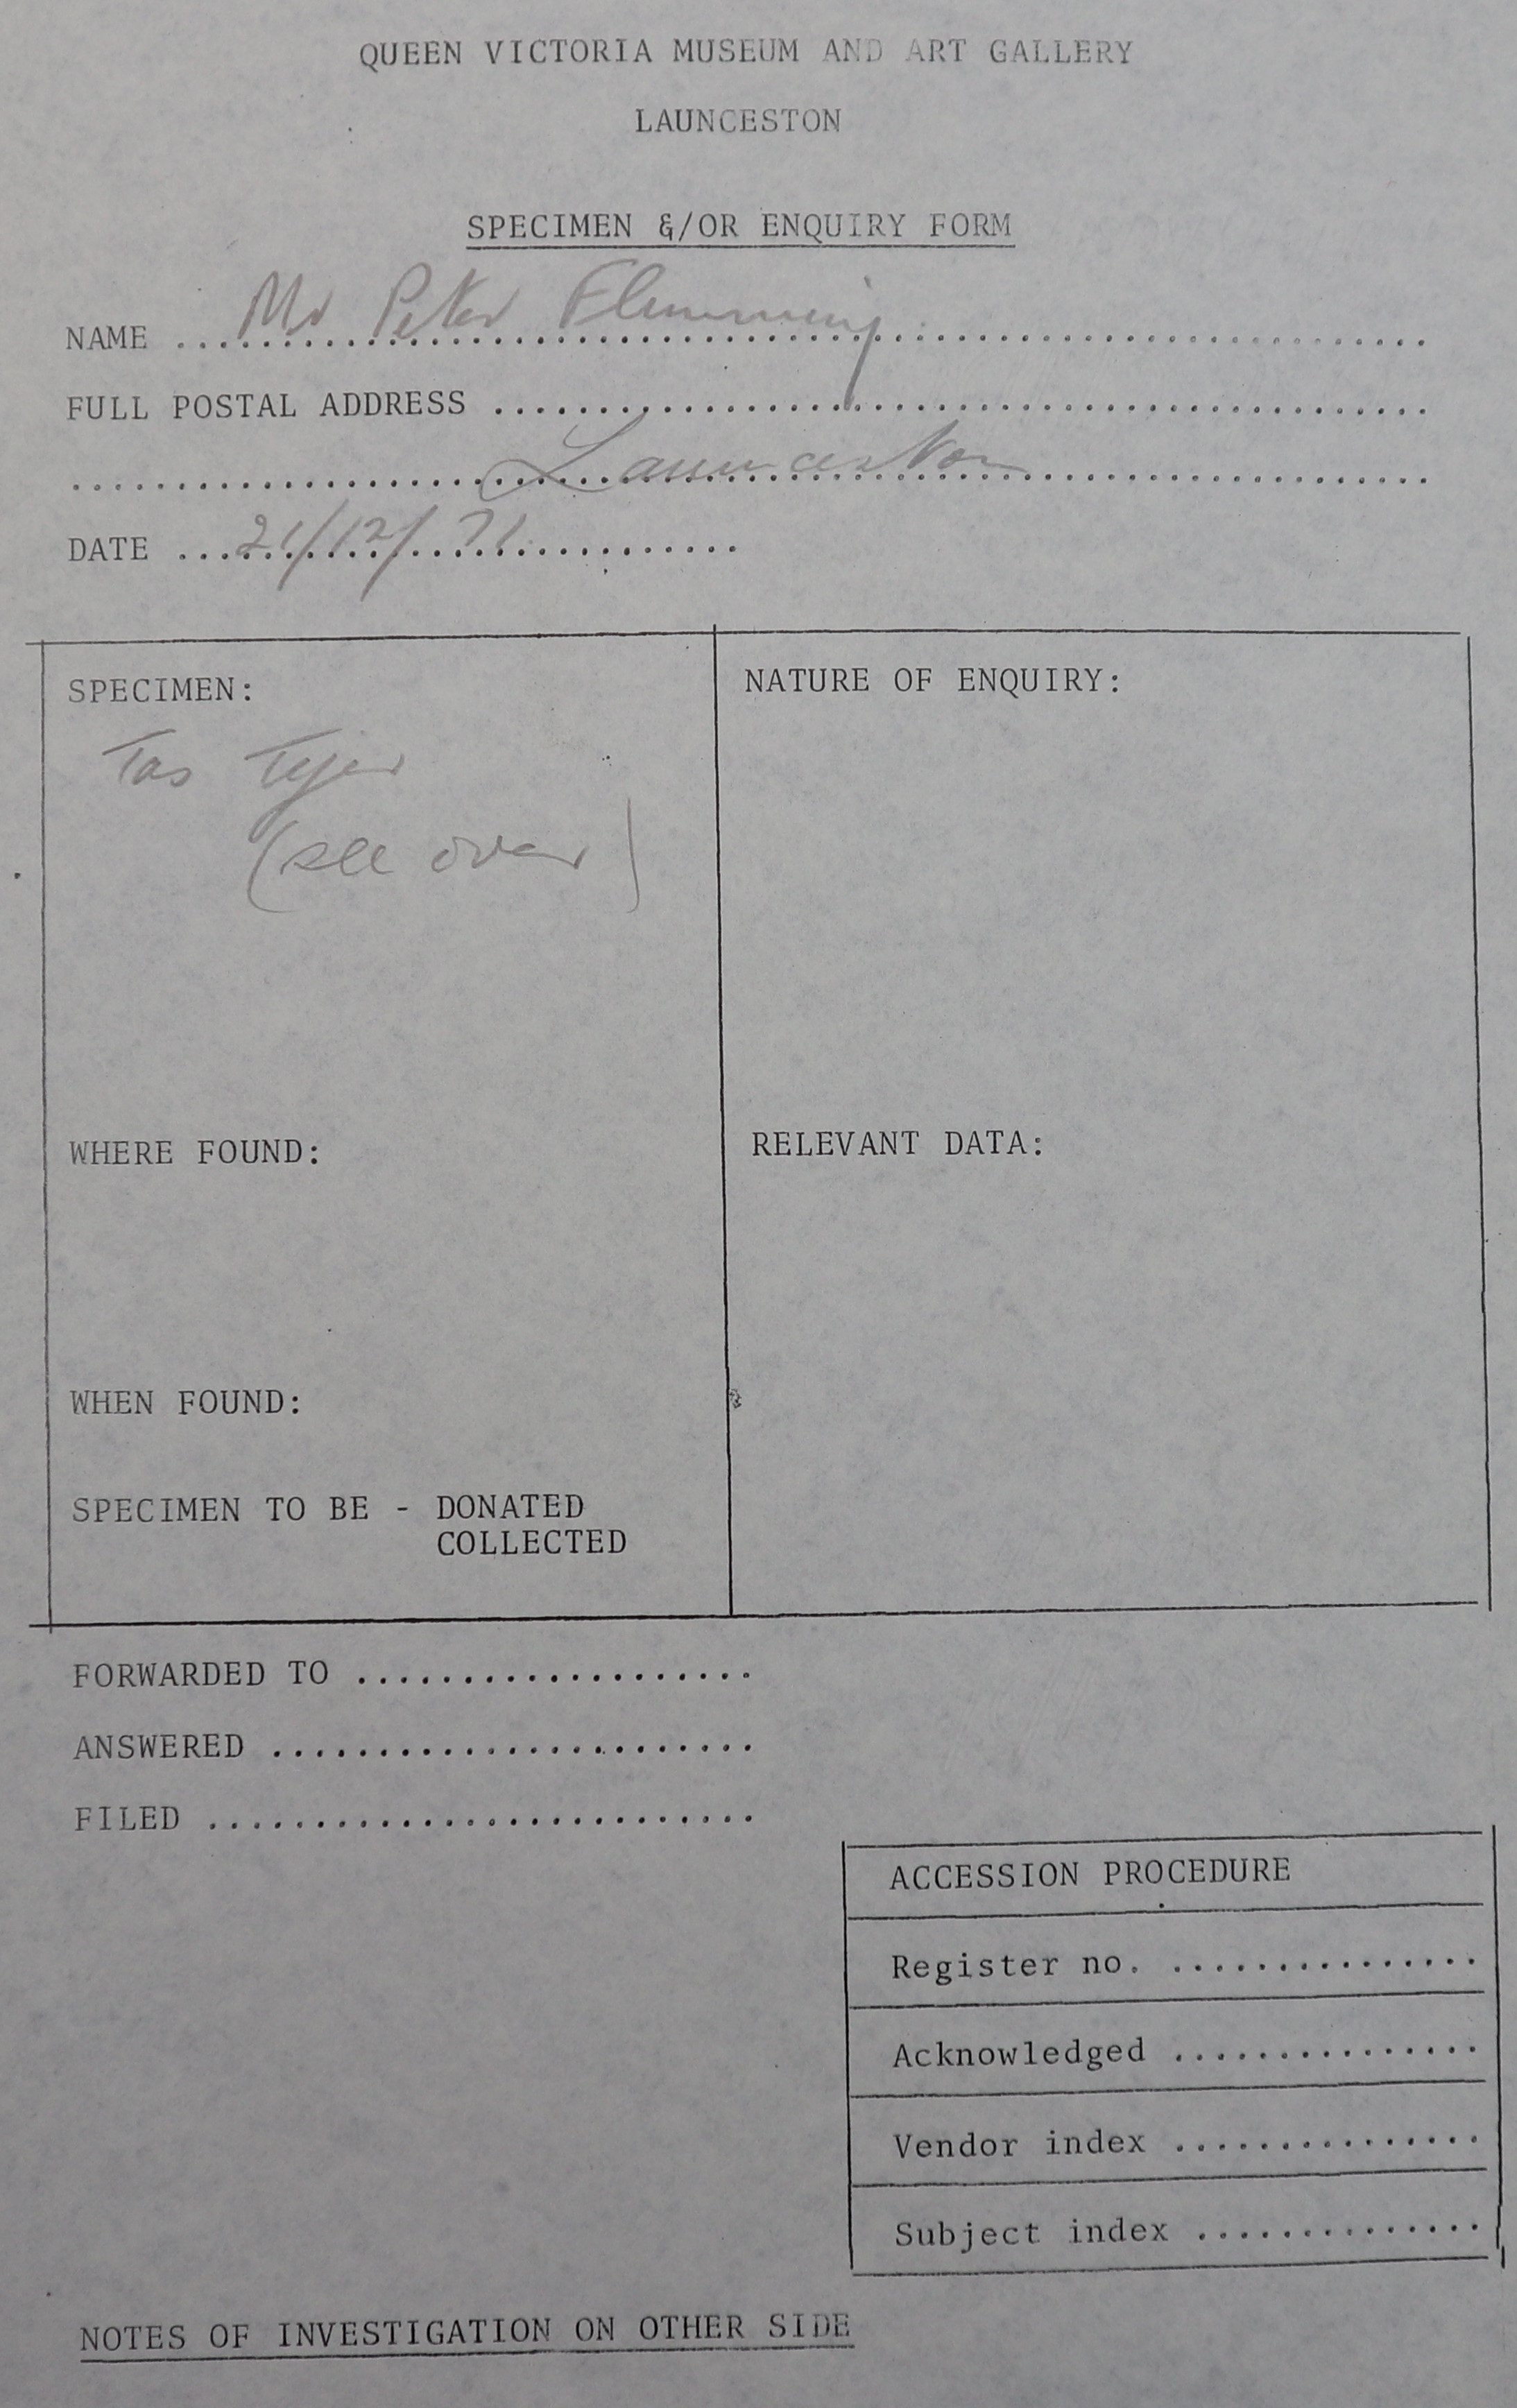 QUEEN VICTORIA MUSEUM AND ART GALLERY
LAUNCESTON
SPECIMEN &/OR ENQUIRY FORM
NAME ... Mr Peter Flemming ...
FULL POSTAL ADDRESS ...
... Launceston ...
DATE ... 21/12/71 ...
SPECIMEN:
Tas Tiger
(see over)
NATURE OF ENQUIRY:
WHERE FOUND:
RELEVANT DATA:
WHEN FOUND:
SPECIMEN TO BE - DONATED
COLLECTED
FORWARDED TO ...................
ANSWERED .......................
FILED ..........................
ACCESSION PROCEDURE
Register no. ...............
Acknowledged ...............
Vendor index ...............
Subject index ..............
NOTES OF INVESTIGATION ON OTHER SIDE